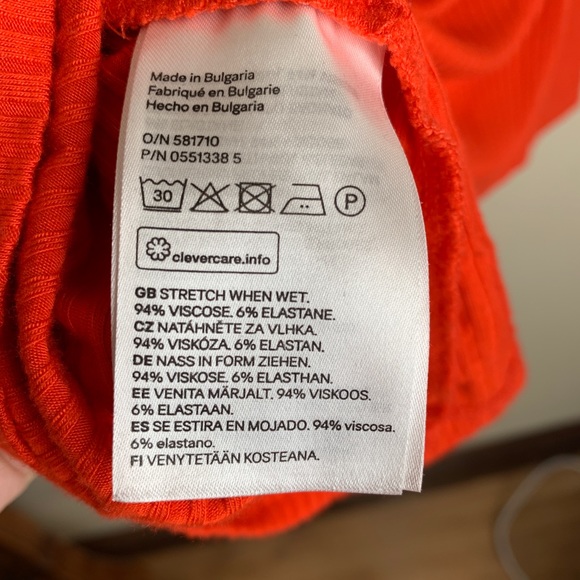 Made in Bulgaria
Fabriqué en Bulgarie
Hecho en Bulgaria
O/N 581710
P/N 0551338 5
30 P
clevercare.info
GB STRETCH WHEN WET.
94% VISCOSE. 6% ELASTANE.
CZ NATÁHNĚTE ZA VLHKA.
94% VISKÓZA. 6% ELASTAN.
DE NASS IN FORM ZIEHEN.
94% VISKOSE. 6% ELASTHAN.
EE VENITA MÄRJALT. 94% VISKOOS.
6% ELASTAAN.
ES SE ESTIRA EN MOJADO. 94% viscosa.
6% elastano.
FI VENYTETÄÄN KOSTEANA.